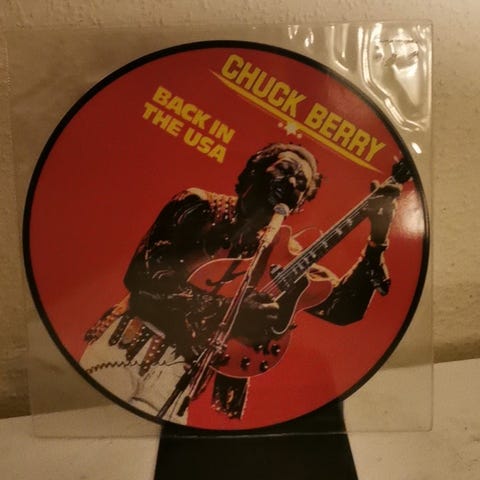 CHUCK BERRY
BACK IN
THE USA